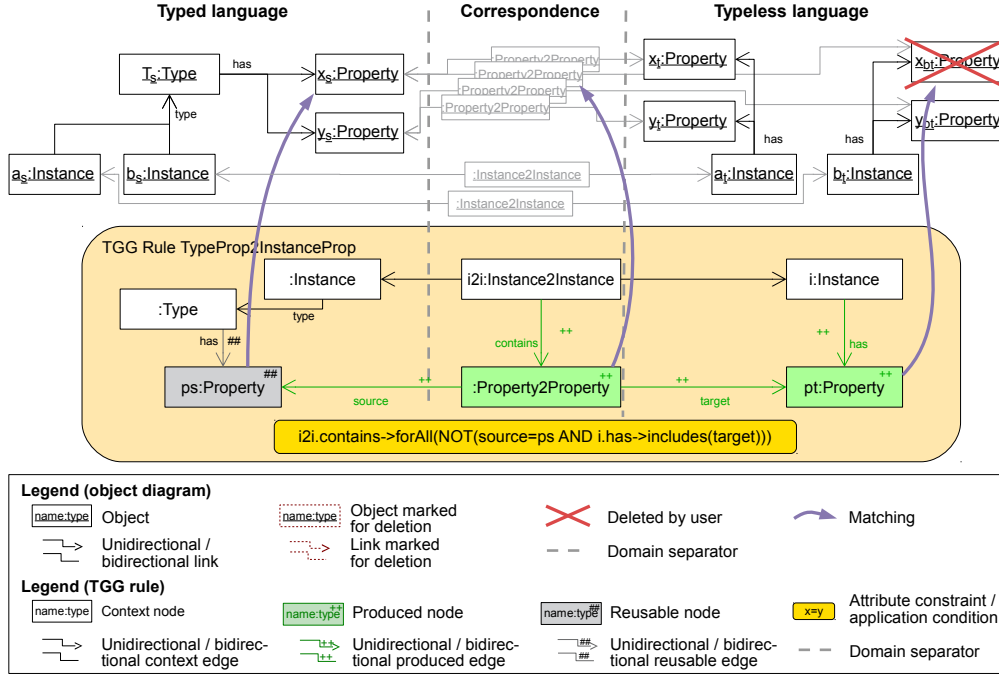 Typed language
Correspondence
Typeless language
Ts:Type
has
xs:Property
:Property2Property
:Property2Property
:Property2Property
:Property2Property
xt:Property
xbt:Property
type
ys:Property
yt:Property
ybt:Property
has
has
as:Instance
bs:Instance
:Instance2Instance
at:Instance
bt:Instance
:Instance2Instance
TGG Rule TypeProp2InstanceProp
:Instance
i2i:Instance2Instance
i:Instance
:Type
type
has
##
++
contains
++
has
ps:Property
##
++
source
:Property2Property
++
++
target
pt:Property
++
i2i.contains->forAll(NOT(source=ps AND i.has->includes(target)))
Legend (object diagram)
name:type
Object
name:type
Object marked
for deletion
Deleted by user
Matching
Unidirectional /
bidirectional link
Link marked
for deletion
Domain separator
Legend (TGG rule)
name:type
Context node
name:type
++
Produced node
name:type
##
Reusable node
x=y
Attribute constraint /
application condition
Unidirectional / bidirec-
tional context edge
++
++
Unidirectional / bidirec-
tional produced edge
##
##
Unidirectional / bidirec-
tional reusable edge
Domain separator